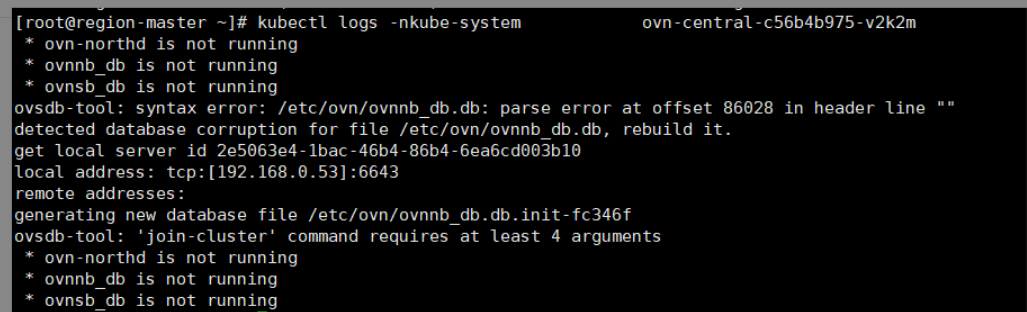 [root@region-master ~]# kubectl logs -nkube-system             ovn-central-c56b4b975-v2k2m
 * ovn-northd is not running
 * ovnnb_db is not running
 * ovnsb_db is not running
ovsdb-tool: syntax error: /etc/ovn/ovnnb_db.db: parse error at offset 86028 in header line ""
detected database corruption for file /etc/ovn/ovnnb_db.db, rebuild it.
get local server id 2e5063e4-1bac-46b4-86b4-6ea6cd003b10
local address: tcp:[192.168.0.53]:6643
remote addresses:
generating new database file /etc/ovn/ovnnb_db.db.init-fc346f
ovsdb-tool: 'join-cluster' command requires at least 4 arguments
 * ovn-northd is not running
 * ovnnb_db is not running
 * ovnsb_db is not running